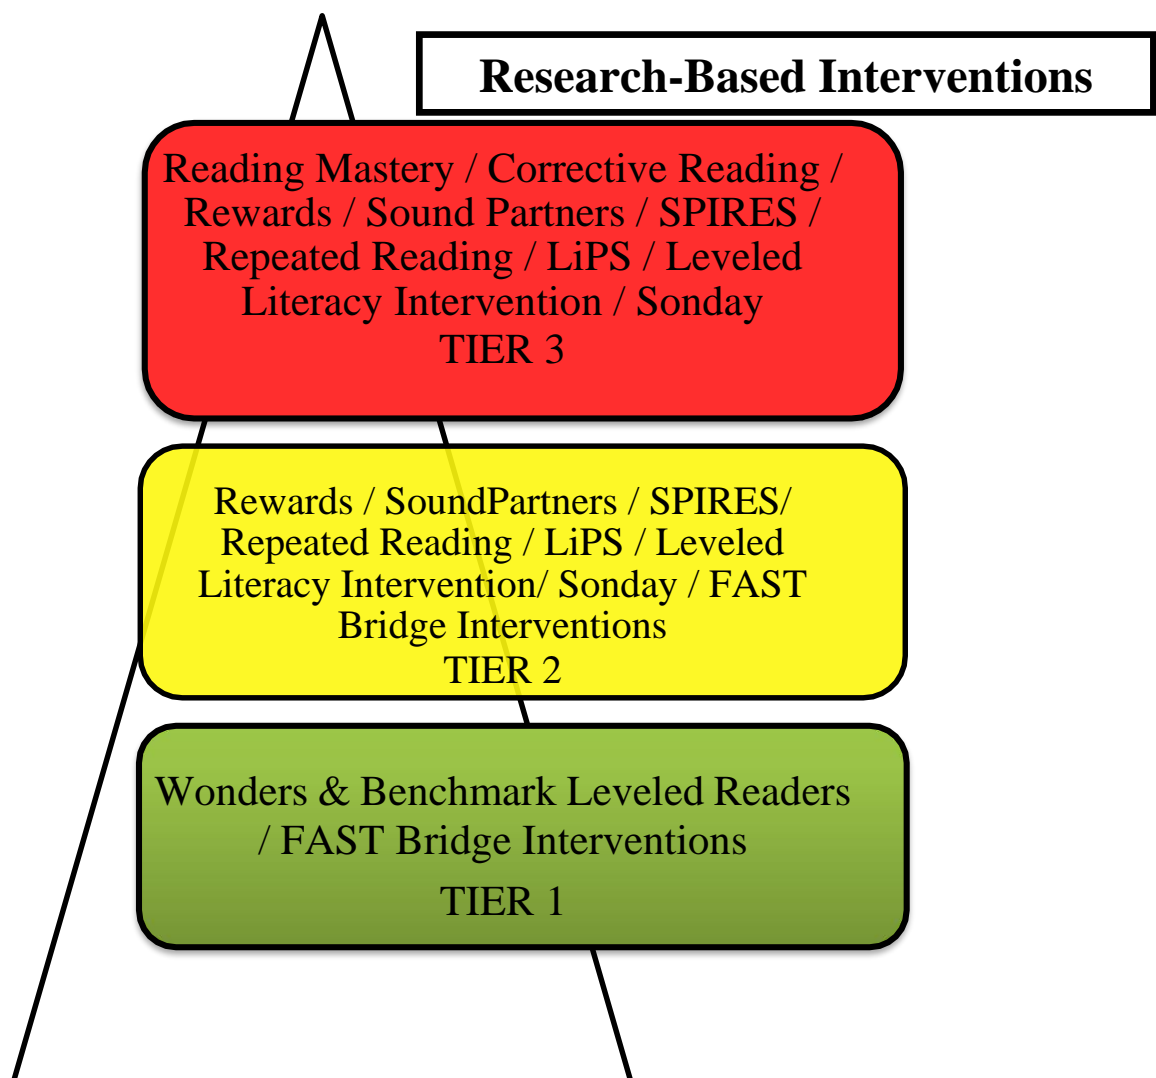 Research-Based Interventions
Reading Mastery / Corrective Reading /
Rewards / Sound Partners / SPIRES /
Repeated Reading / LiPS / Leveled
Literacy Intervention / Sonday
TIER 3
Rewards / SoundPartners / SPIRES/
Repeated Reading / LiPS / Leveled
Literacy Intervention/ Sonday / FAST
Bridge Interventions
TIER 2
Wonders & Benchmark Leveled Readers
/ FAST Bridge Interventions
TIER 1